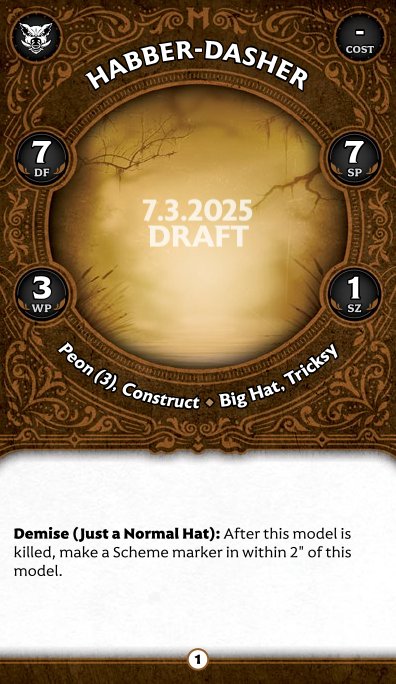 -
COST
HABBER-DASHER
7
DF
7
SP
7.3.2025
DRAFT
3
WP
1
SZ
Peon (3), Construct ◆ Big Hat, Tricksy
Demise (Just a Normal Hat): After this model is
killed, make a Scheme marker in within 2" of this
model.
1